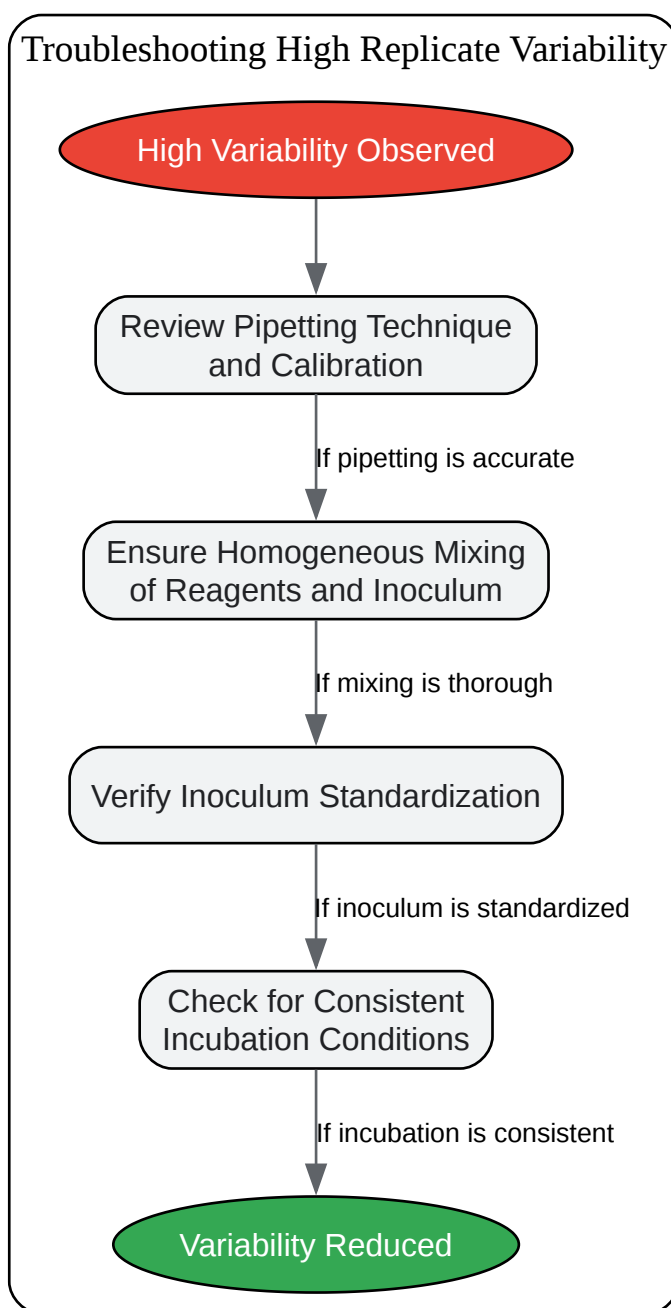 Troubleshooting High Replicate Variability
High Variability Observed
Review Pipetting Technique
and Calibration
If pipetting is accurate
Ensure Homogeneous Mixing
of Reagents and Inoculum
If mixing is thorough
Verify Inoculum Standardization
If inoculum is standardized
Check for Consistent
Incubation Conditions
If incubation is consistent
Variability Reduced